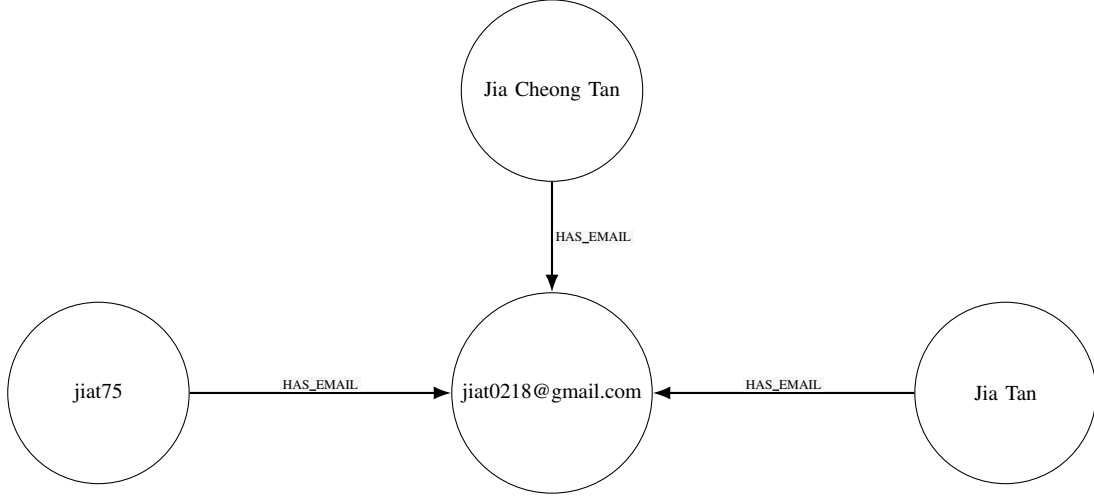 Jia Cheong Tan
HAS_EMAIL
jiat75
HAS_EMAIL
jiat0218@gmail.com
HAS_EMAIL
Jia Tan